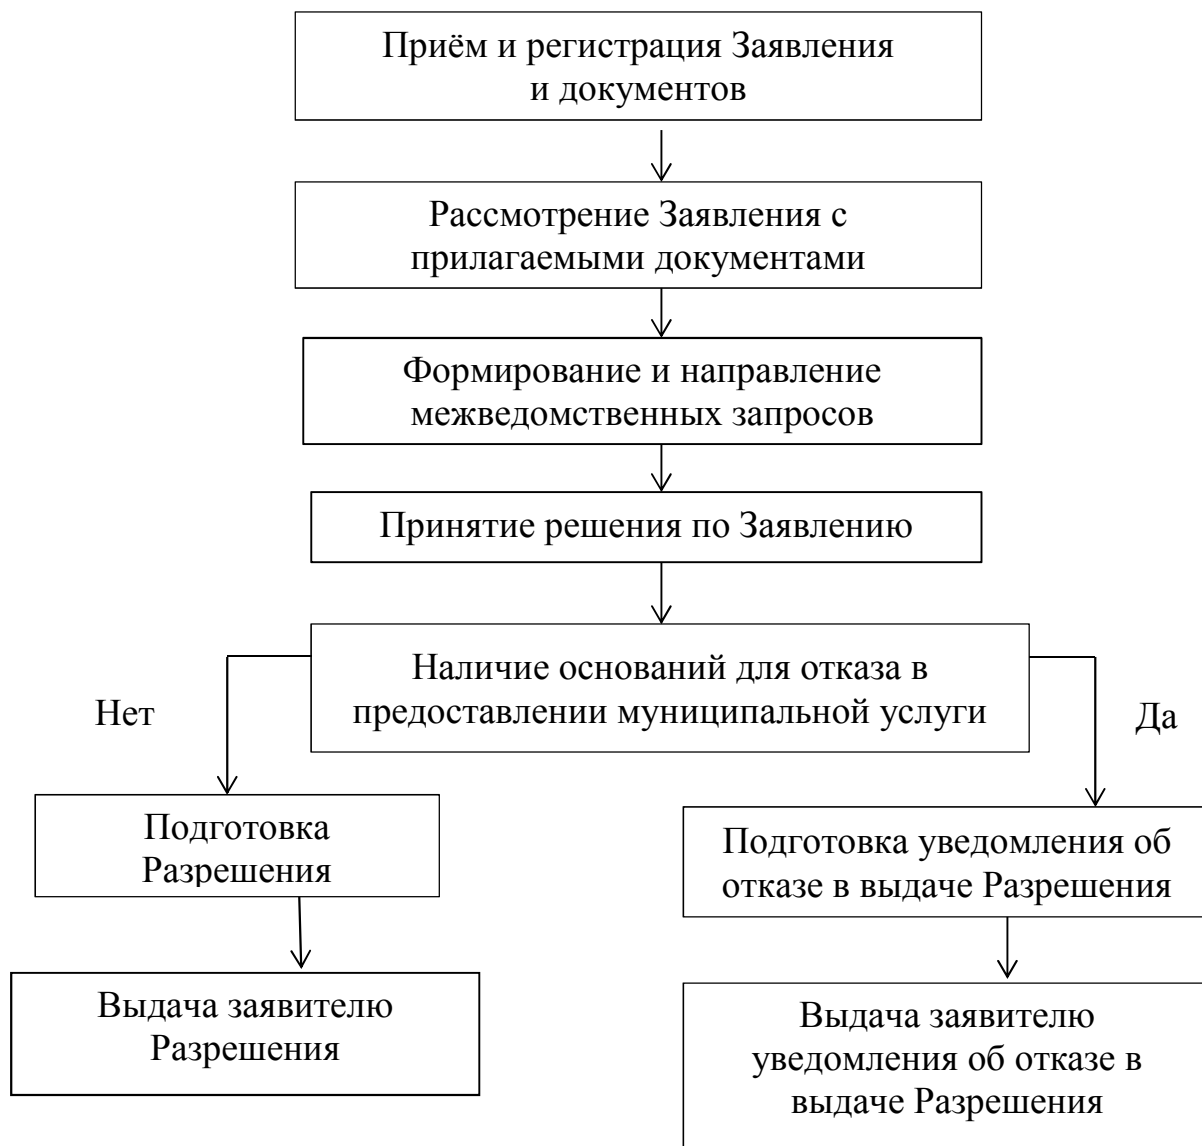 Приём и регистрация Заявления
и документов
Рассмотрение Заявления с
прилагаемыми документами
Формирование и направление
межведомственных запросов
Принятие решения по Заявлению
Наличие оснований для отказа в
предоставлении муниципальной услуги
Нет
Да
Подготовка
Разрешения
Подготовка уведомления об
отказе в выдаче Разрешения
Выдача заявителю
Разрешения
Выдача заявителю
уведомления об отказе в
выдаче Разрешения